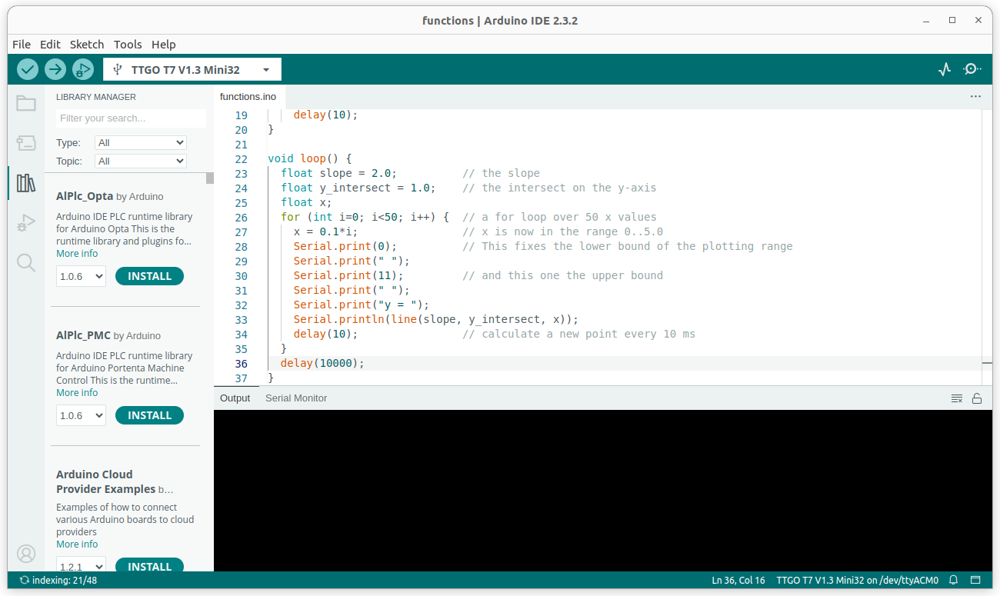 functions | Arduino IDE 2.3.2
File Edit Sketch Tools Help
TTGO T7 V1.3 Mini32
LIBRARY MANAGER
Filter your search...
Type: All
Topic: All
AlPlc_Opta by Arduino
Arduino IDE PLC runtime library
for Arduino Opta This is the
runtime library and plugins fo...
More info
1.0.6 INSTALL
AlPlc_PMC by Arduino
Arduino IDE PLC runtime library
for Arduino Portenta Machine
Control This is the runtime...
More info
1.0.6 INSTALL
Arduino Cloud
Provider Examples b...
Examples of how to connect
various Arduino boards to cloud
providers
More info
1.2.1 INSTALL
functions.ino
19     delay(10);
20 }
21
22 void loop() {
23   float slope = 2.0;          // the slope
24   float y_intersect = 1.0;    // the intersect on the y-axis
25   float x;
26   for (int i=0; i<50; i++) {  // a for loop over 50 x values
27     x = 0.1*i;                // x is now in the range 0..5.0
28     Serial.print(0);          // This fixes the lower bound of the plotting range
29     Serial.print(" ");
30     Serial.print(11);         // and this one the upper bound
31     Serial.print(" ");
32     Serial.print("y = ");
33     Serial.println(line(slope, y_intersect, x));
34     delay(10);                // calculate a new point every 10 ms
35   }
36   delay(10000);
37 }
Output Serial Monitor
indexing: 21/48 Ln 36, Col 16 TTGO T7 V1.3 Mini32 on /dev/ttyACM0